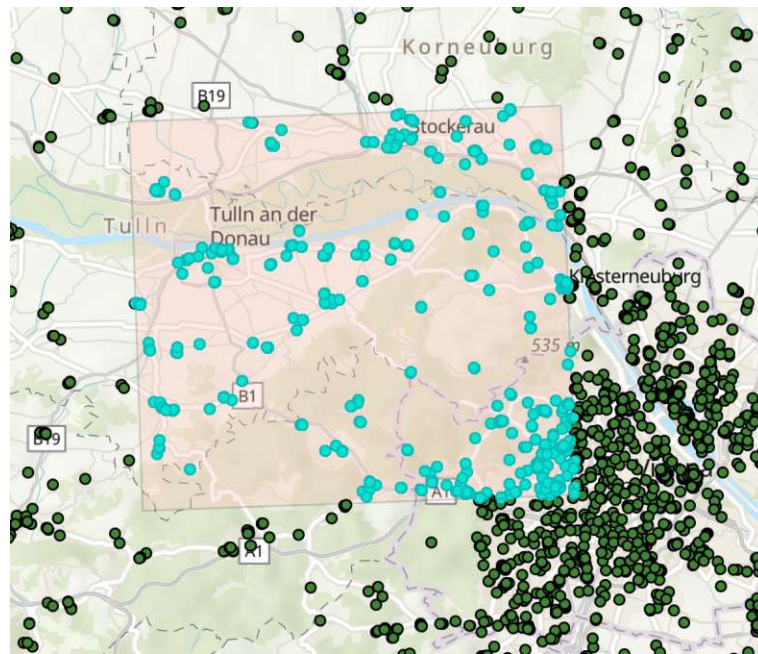 Korneuburg
B19
Stockerau
Tulln
Tulln an der
Donau
Klosterneuburg
535 m
B1
B19
A1
A1